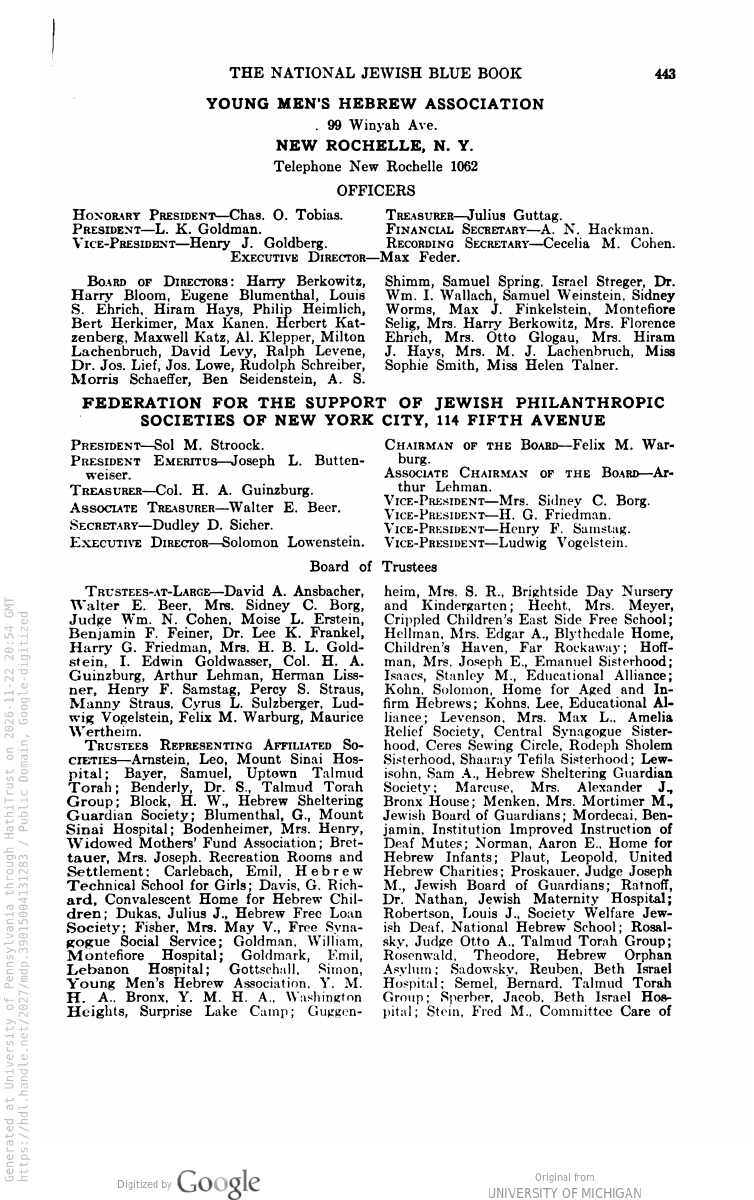 THE NATIONAL JEWISH BLUE BOOK 443
YOUNG MEN'S HEBREW ASSOCIATION
99 Winyah Ave.
NEW ROCHELLE, N. Y.
Telephone New Rochelle 1062
OFFICERS
HONORARY PRESIDENT—Chas. O. Tobias.
PRESIDENT—L. K. Goldman.
VICE-PRESIDENT—Henry J. Goldberg.
TREASURER—Julius Guttag.
FINANCIAL SECRETARY—A. N. Hackman.
RECORDING SECRETARY—Cecelia M. Cohen.
EXECUTIVE DIRECTOR—Max Feder.
BOARD OF DIRECTORS: Harry Berkowitz,
Harry Bloom, Eugene Blumenthal, Louis
S. Ehrich, Hiram Hays, Philip Heimlich,
Bert Herkimer, Max Kanen, Herbert Kat-
zenberg, Maxwell Katz, Al. Klepper, Milton
Lachenbruch, David Levy, Ralph Levene,
Dr. Jos. Lief, Jos. Lowe, Rudolph Schreiber,
Morris Schaeffer, Ben Seidenstein, A. S.
Shimm, Samuel Spring, Israel Streger, Dr.
Wm. I. Wallach, Samuel Weinstein, Sidney
Worms, Max J. Finkelstein, Montefiore
Selig, Mrs. Harry Berkowitz, Mrs. Florence
Ehrich, Mrs. Otto Glogau, Mrs. Hiram
J. Hays, Mrs. M. J. Lachenbruch, Miss
Sophie Smith, Miss Helen Talner.
FEDERATION FOR THE SUPPORT OF JEWISH PHILANTHROPIC
SOCIETIES OF NEW YORK CITY, 114 FIFTH AVENUE
PRESIDENT—Sol M. Stroock.
PRESIDENT EMERITUS—Joseph L. Butten-
weiser.
TREASURER—Col. H. A. Guinzburg.
ASSOCIATE TREASURER—Walter E. Beer.
SECRETARY—Dudley D. Sicher.
EXECUTIVE DIRECTOR—Solomon Lowenstein.
CHAIRMAN OF THE BOARD—Felix M. War-
burg.
ASSOCIATE CHAIRMAN OF THE BOARD—Ar-
thur Lehman.
VICE-PRESIDENT—Mrs. Sidney C. Borg.
VICE-PRESIDENT—H. G. Friedman.
VICE-PRESIDENT—Henry F. Samstag.
VICE-PRESIDENT—Ludwig Vogelstein.
Board of Trustees
TRUSTEES-AT-LARGE—David A. Ansbacher,
Walter E. Beer, Mrs. Sidney C. Borg,
Judge Wm. N. Cohen, Moise L. Erstein,
Benjamin F. Feiner, Dr. Lee K. Frankel,
Harry G. Friedman, Mrs. H. B. L. Gold-
stein, I. Edwin Goldwasser, Col. H. A.
Guinzburg, Arthur Lehman, Herman Liss-
ner, Henry F. Samstag, Percy S. Straus,
Manny Straus, Cyrus L. Sulzberger, Lud-
wig Vogelstein, Felix M. Warburg, Maurice
Wertheim.
TRUSTEES REPRESENTING AFFILIATED SO-
CIETIES—Arnstein, Leo, Mount Sinai Hos-
pital; Bayer, Samuel, Uptown Talmud
Torah; Benderly, Dr. S., Talmud Torah
Group; Block, H. W., Hebrew Sheltering
Guardian Society; Blumenthal, G., Mount
Sinai Hospital; Bodenheimer, Mrs. Henry,
Widowed Mothers' Fund Association; Bret-
tauer, Mrs. Joseph. Recreation Rooms and
Settlement; Carlebach, Emil, Hebrew
Technical School for Girls; Davis, G. Rich-
ard, Convalescent Home for Hebrew Chil-
dren; Dukas, Julius J., Hebrew Free Loan
Society; Fisher, Mrs. May V., Free Syna-
gogue Social Service; Goldman, William,
Montefiore Hospital; Goldmark, Emil,
Lebanon Hospital; Gottschall, Simon,
Young Men's Hebrew Association, Y. M.
H. A., Bronx, Y. M. H. A., Washington
Heights, Surprise Lake Camp; Guggen-
heim, Mrs. S. R., Brightside Day Nursery
and Kindergarten; Hecht, Mrs. Meyer,
Crippled Children's East Side Free School;
Hellman, Mrs. Edgar A., Blythedale Home,
Children's Haven, Far Rockaway; Hoff-
man, Mrs. Joseph E., Emanuel Sisterhood;
Isaacs, Stanley M., Educational Alliance;
Kohn, Solomon, Home for Aged and In-
firm Hebrews; Kohns, Lee, Educational Al-
liance; Levenson, Mrs. Max L., Amelia
Relief Society, Central Synagogue Sister-
hood, Ceres Sewing Circle, Rodeph Sholem
Sisterhood, Shaaray Tefila Sisterhood; Lew-
isohn, Sam A., Hebrew Sheltering Guardian
Society; Marcuse, Mrs. Alexander J.,
Bronx House; Menken, Mrs. Mortimer M.,
Jewish Board of Guardians; Mordecai, Ben-
jamin, Institution Improved Instruction of
Deaf Mutes; Norman, Aaron E., Home for
Hebrew Infants; Plaut, Leopold, United
Hebrew Charities; Proskauer, Judge Joseph
M., Jewish Board of Guardians; Ratnoff,
Dr. Nathan, Jewish Maternity Hospital;
Robertson, Louis J., Society Welfare Jew-
ish Deaf, National Hebrew School; Rosal-
sky, Judge Otto A., Talmud Torah Group;
Rosenwald, Theodore, Hebrew Orphan
Asylum; Sadowsky, Reuben, Beth Israel
Hospital; Semel, Bernard, Talmud Torah
Group; Sperber, Jacob, Beth Israel Hos-
pital; Stein, Fred M., Committee Care of
Generated at University of Pennsylvania through HathiTrust on 2026-11-22 20:54 GMT
https://hdl.handle.net/2027/mdp.39015004131283 / Public Domain, Google-digitized
Digitized by Google
Original from
UNIVERSITY OF MICHIGAN